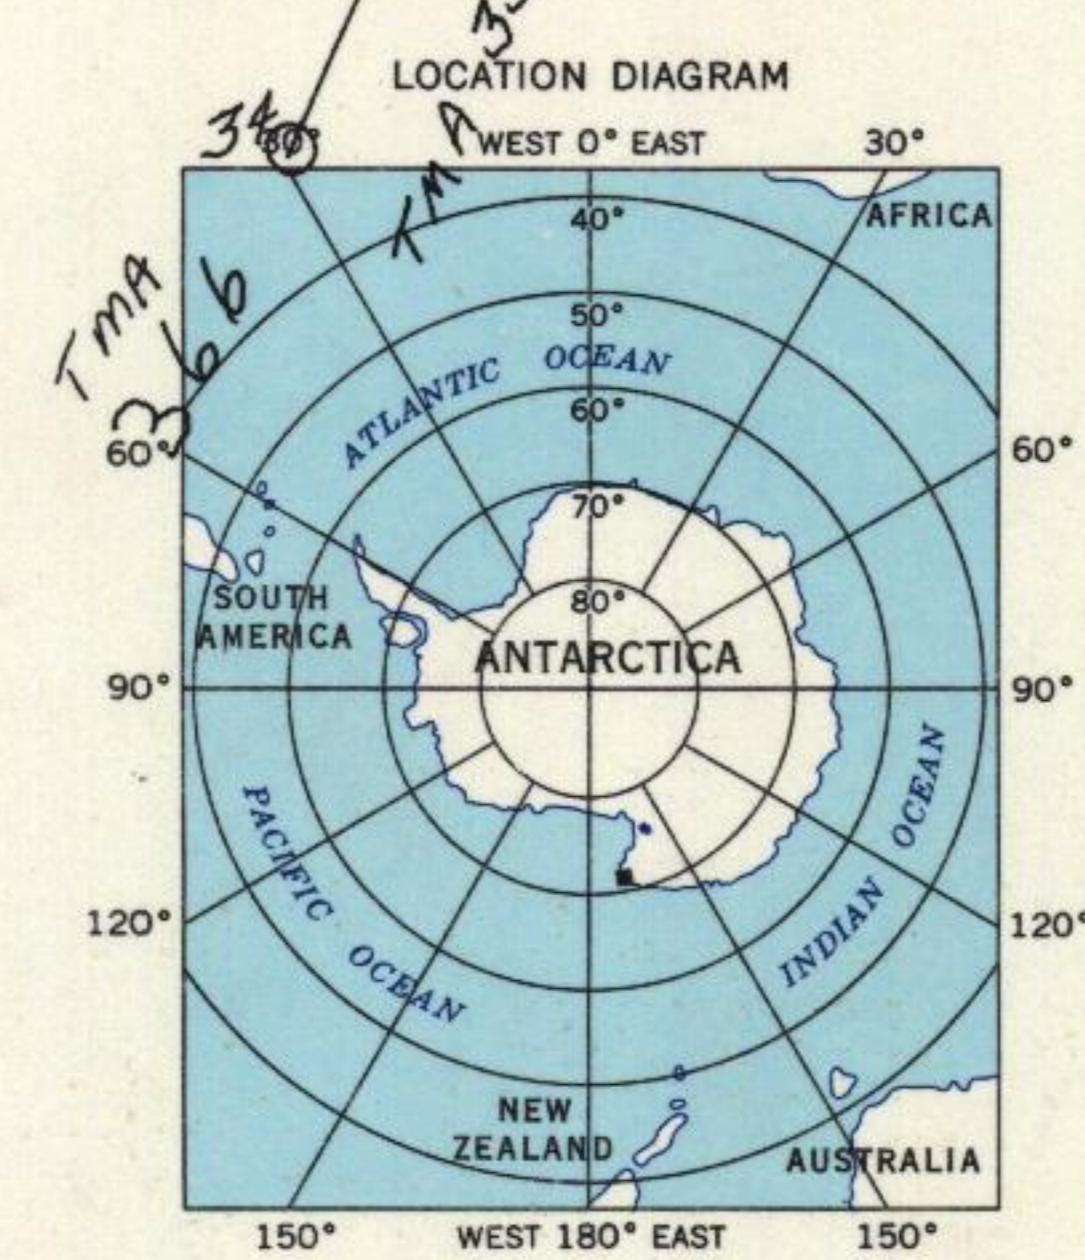 LOCATION DIAGRAM
34
30°
WEST 0° EAST
30°
TMA
AFRICA
40°
TMA
366
50°
ATLANTIC OCEAN
60°
60°
60°
70°
80°
SOUTH
AMERICA
ANTARCTICA
90°
90°
PACIFIC OCEAN
INDIAN OCEAN
120°
120°
NEW
ZEALAND
AUSTRALIA
150°
WEST 180° EAST
150°